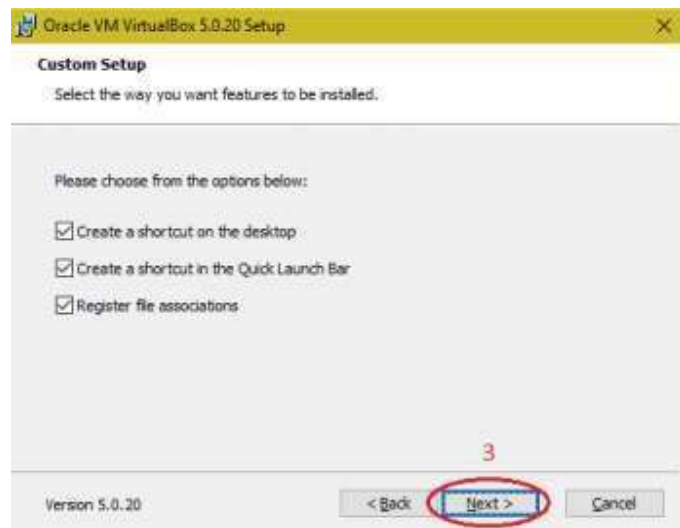 Oracle VM VirtualBox 5.0.20 Setup
Custom Setup
Select the way you want features to be installed.
Please choose from the options below:
Create a shortcut on the desktop
Create a shortcut in the Quick Launch Bar
Register file associations
3
Version 5.0.20 < Back Next > Cancel